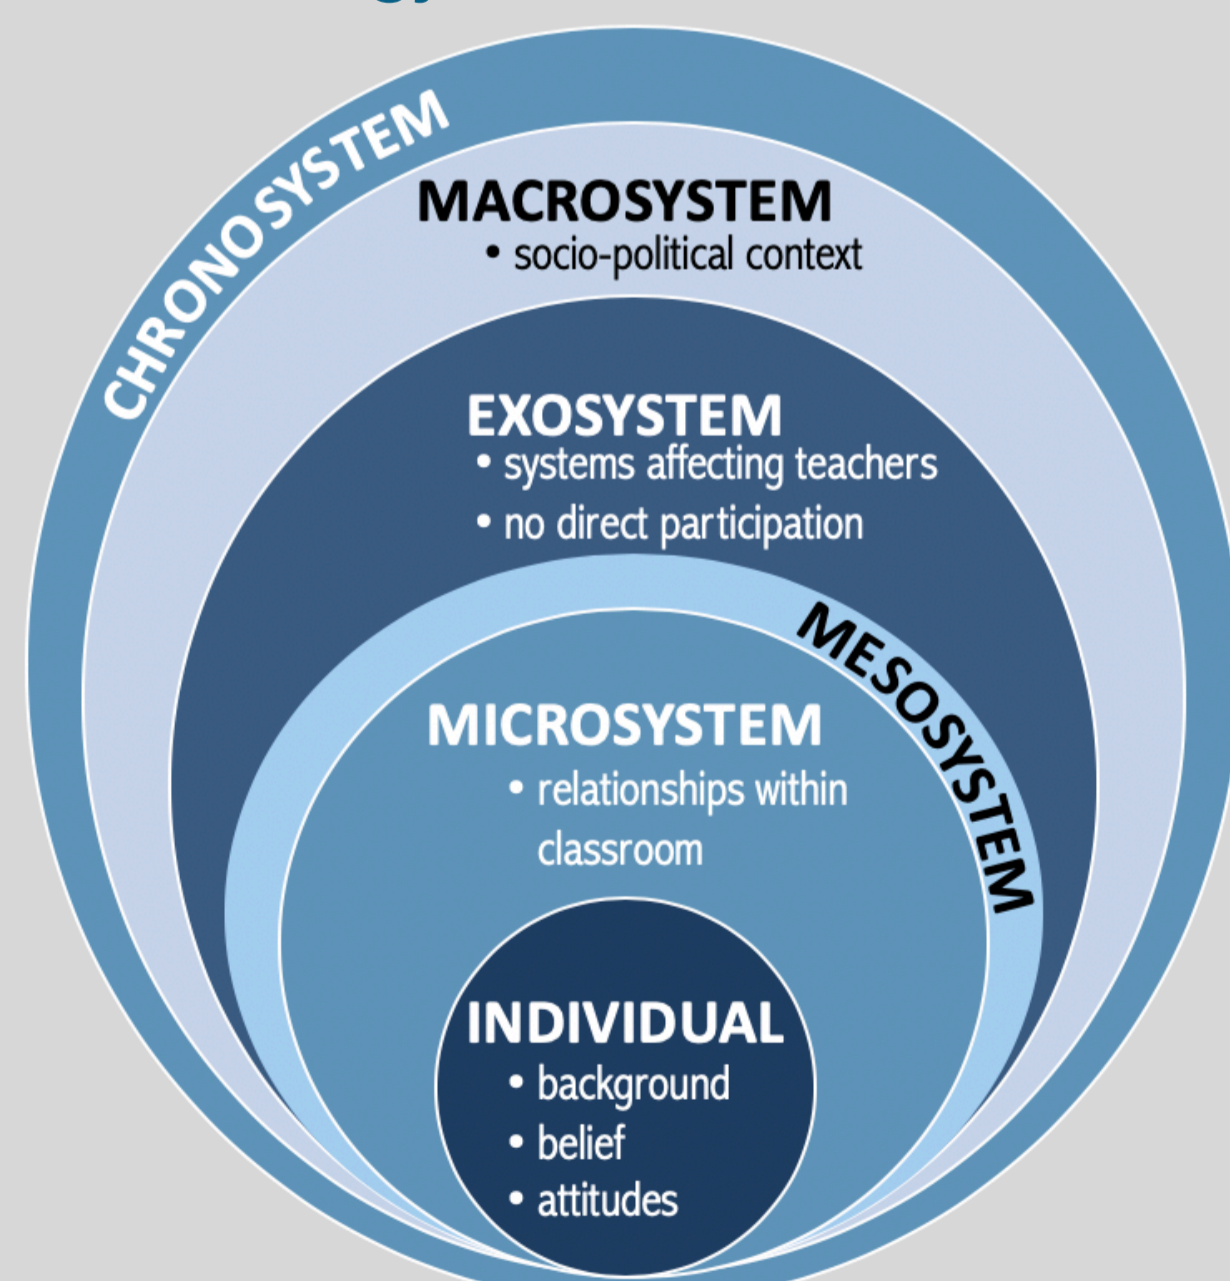 CHRONOSYSTEM
MACROSYSTEM
• socio-political context
EXOSYSTEM
• systems affecting teachers
• no direct participation
MESOSYSTEM
MICROSYSTEM
• relationships within
classroom
INDIVIDUAL
• background
• belief
• attitudes